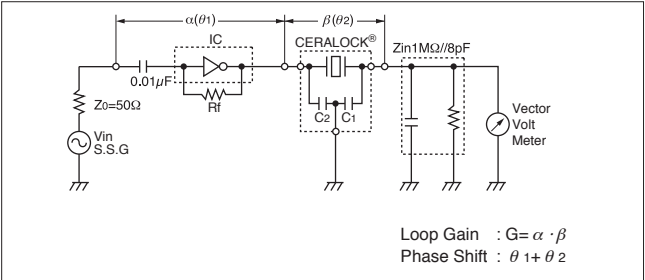 α(θ1)
β(θ2)
IC
CERALOCK®
Zin1MΩ//8pF
0.01μF
Z0=50Ω
Rf
C2
C1
Vin
S.S.G
Vector
Volt
Meter
Loop Gain : G= α · β
Phase Shift : θ 1+ θ 2